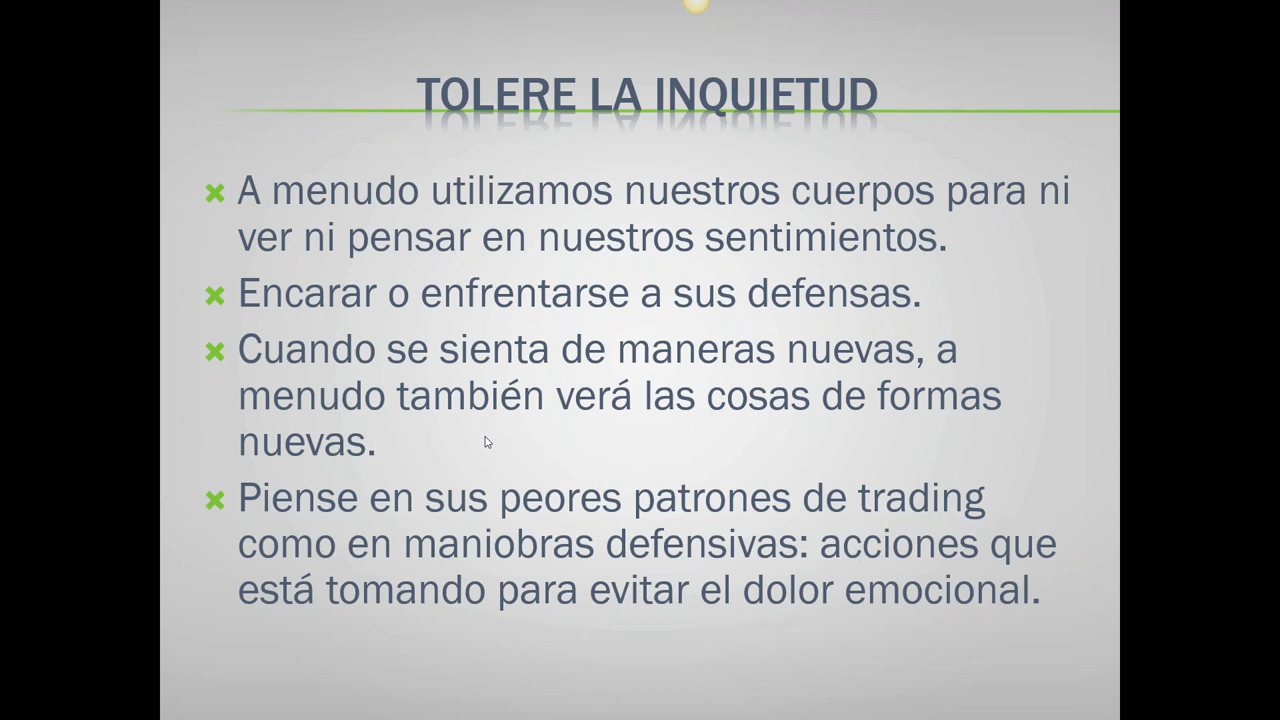 TOLERE LA INQUIETUD
A menudo utilizamos nuestros cuerpos para ni
ver ni pensar en nuestros sentimientos.
Encarar o enfrentarse a sus defensas.
Cuando se sienta de maneras nuevas, a
menudo también verá las cosas de formas
nuevas.
Piense en sus peores patrones de trading
como en maniobras defensivas: acciones que
está tomando para evitar el dolor emocional.